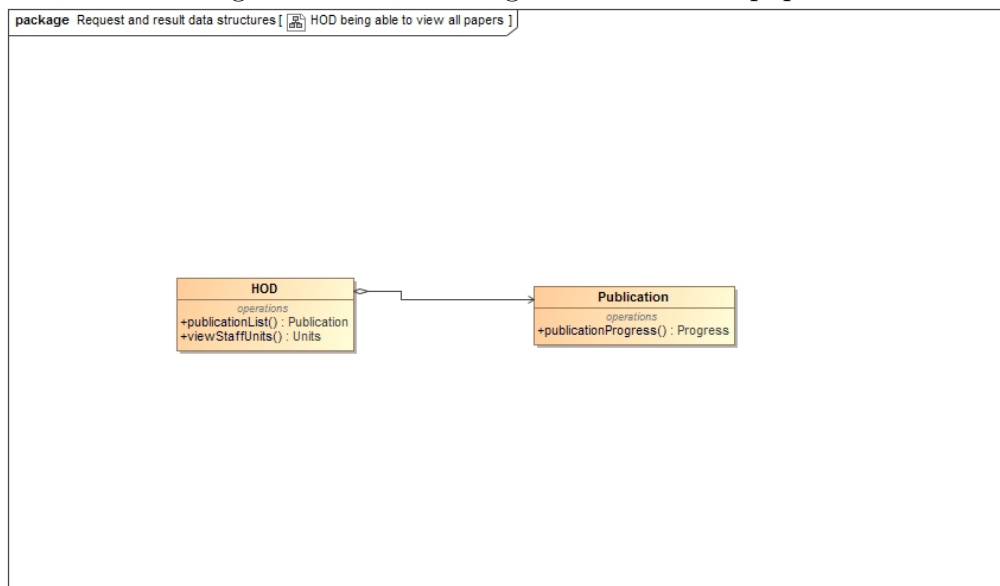 package Request and result data structures [ HOD being able to view all papers ]
HOD
operations
+publicationList() : Publication
+viewStaffUnits() : Units
Publication
operations
+publicationProgress() : Progress